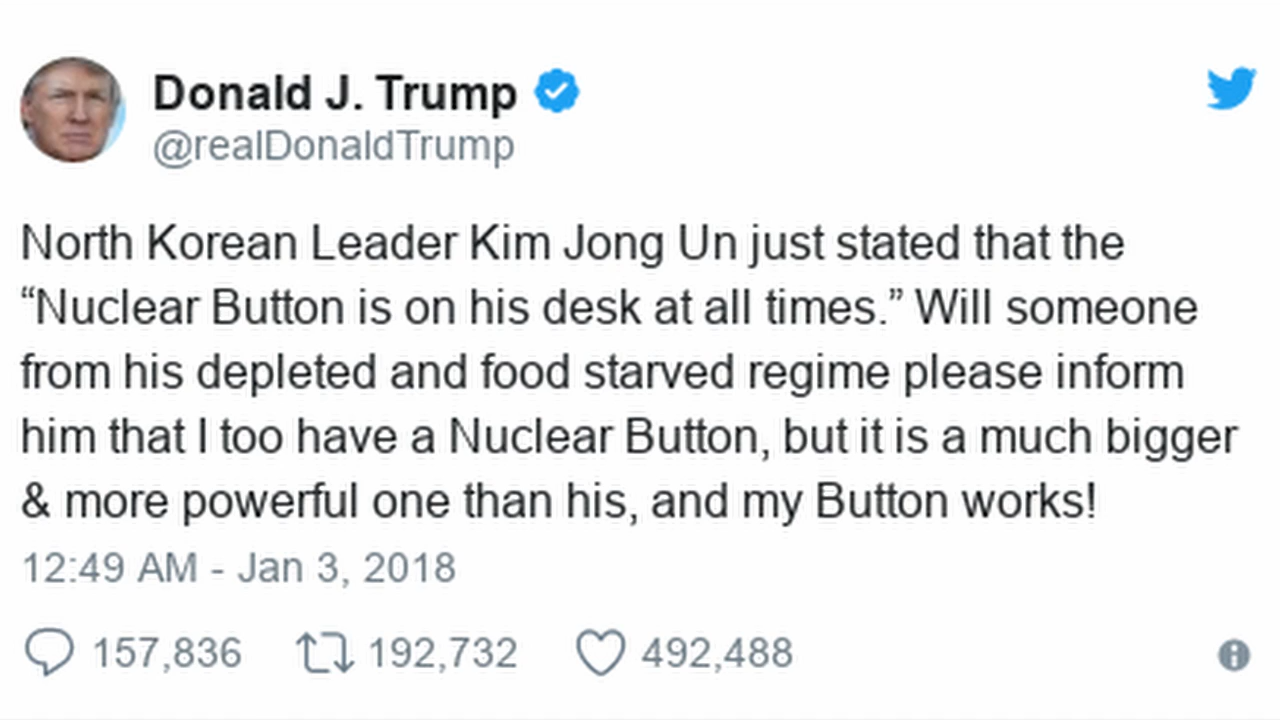 Donald J. Trump
@realDonaldTrump
North Korean Leader Kim Jong Un just stated that the
“Nuclear Button is on his desk at all times.” Will someone
from his depleted and food starved regime please inform
him that I too have a Nuclear Button, but it is a much bigger
& more powerful one than his, and my Button works!
12:49 AM - Jan 3, 2018
157,836 192,732 492,488